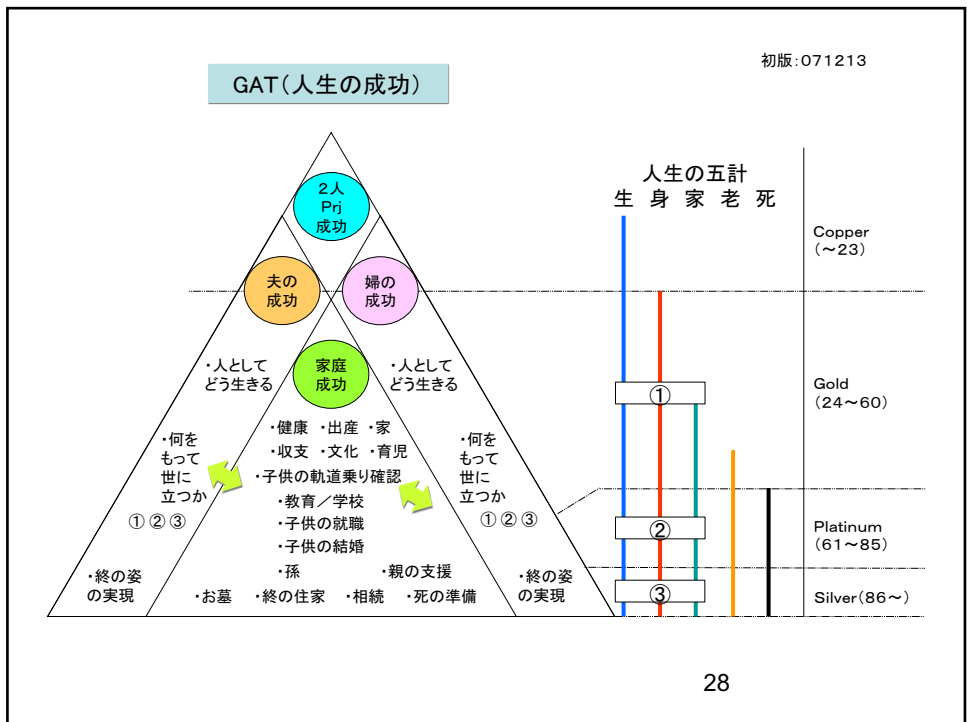 初版:071213
GAT(人生の成功)
2人
Prj
成功
夫の
成功
婦の
成功
家庭
成功
・人として
どう生きる
・人として
どう生きる
・健康 ・出産 ・家
・収支 ・文化 ・育児
・子供の軌道乗り確認
・教育/学校
・子供の就職
・子供の結婚
・孫
・親の支援
・お墓 ・終の住家 ・相続 ・死の準備
・何を
もって
世に
立つか
①②③
・何を
もって
世に
立つか
①②③
・終の姿
の実現
・終の姿
の実現
人生の五計
生 身 家 老 死
①
②
③
Copper
(~23)
Gold
(24~60)
Platinum
(61~85)
Silver(86~)
28